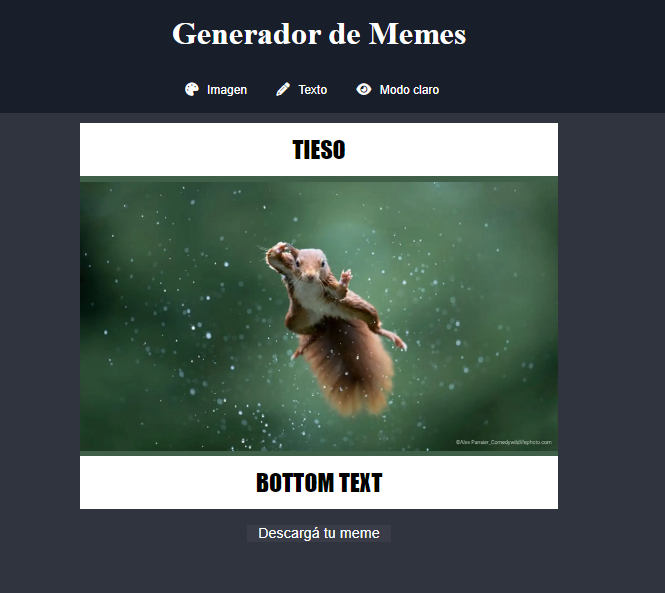 Generador de Memes
Imagen Texto Modo claro
TIESO
©Alex Pansier_Comedywildlifephoto.com
BOTTOM TEXT
Descargá tu meme